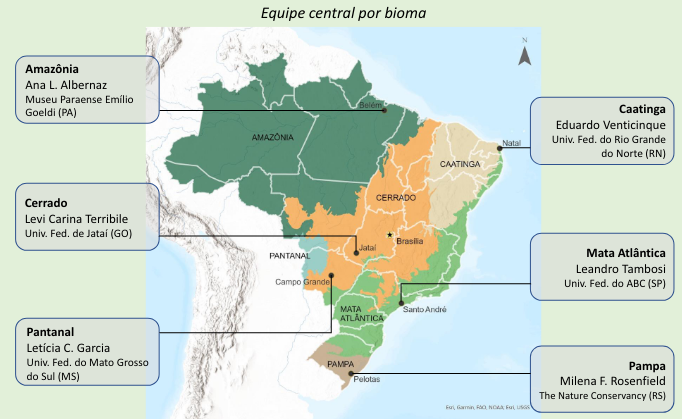 Equipe central por bioma
Amazônia
Ana L. Albernaz
Museu Paraense Emílio
Goeldi (PA)
Cerrado
Levi Carina Terribile
Univ. Fed. de Jataí (GO)
Pantanal
Letícia C. Garcia
Univ. Fed. do Mato Grosso
do Sul (MS)
N
Belém
AMAZÔNIA
Natal
CAATINGA
CERRADO
Brasília
Jataí
PANTANAL
Campo Grande
Santo André
MATA
ATLÂNTICA
PAMPA
Pelotas
Esri, Garmin, FAO, NOAA; Esri, USGS
Caatinga
Eduardo Venticinque
Univ. Fed. do Rio Grande
do Norte (RN)
Mata Atlântica
Leandro Tambosi
Univ. Fed. do ABC (SP)
Pampa
Milena F. Rosenfield
The Nature Conservancy (RS)